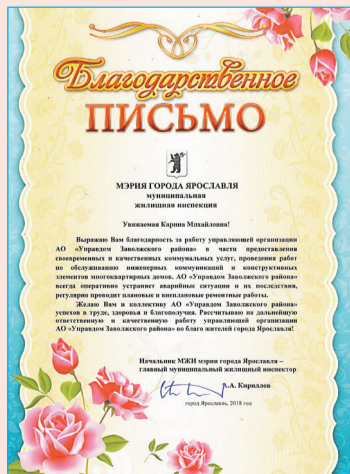 Благодарственное
ПИСЬМО
МЭРИЯ ГОРОДА ЯРОСЛАВЛЯ
муниципальная
жилищная инспекция
Уважаемая Карина Михайловна!
Выражаю Вам благодарность за работу управляющей организации
АО «Управдом Заволжского района» в части предоставления
своевременных и качественных коммунальных услуг, проведения работ
по обслуживанию инженерных коммуникаций и конструктивных
элементов многоквартирных домов. АО «Управдом Заволжского района»
всегда оперативно устраняет аварийные ситуации и их последствия,
регулярно проводит плановые и внеплановые ремонтные работы.
Желаю Вам и коллективу АО «Управдом Заволжского района»
успехов в труде, здоровья и благополучия. Рассчитываю на дальнейшую
ответственную и качественную работу управляющей организации
АО «Управдом Заволжского района» во благо жителей города Ярославля!
Начальник МЖИ мэрии города Ярославля –
главный муниципальный жилищный инспектор
.А. Кириллов
город Ярославль, 2018 год